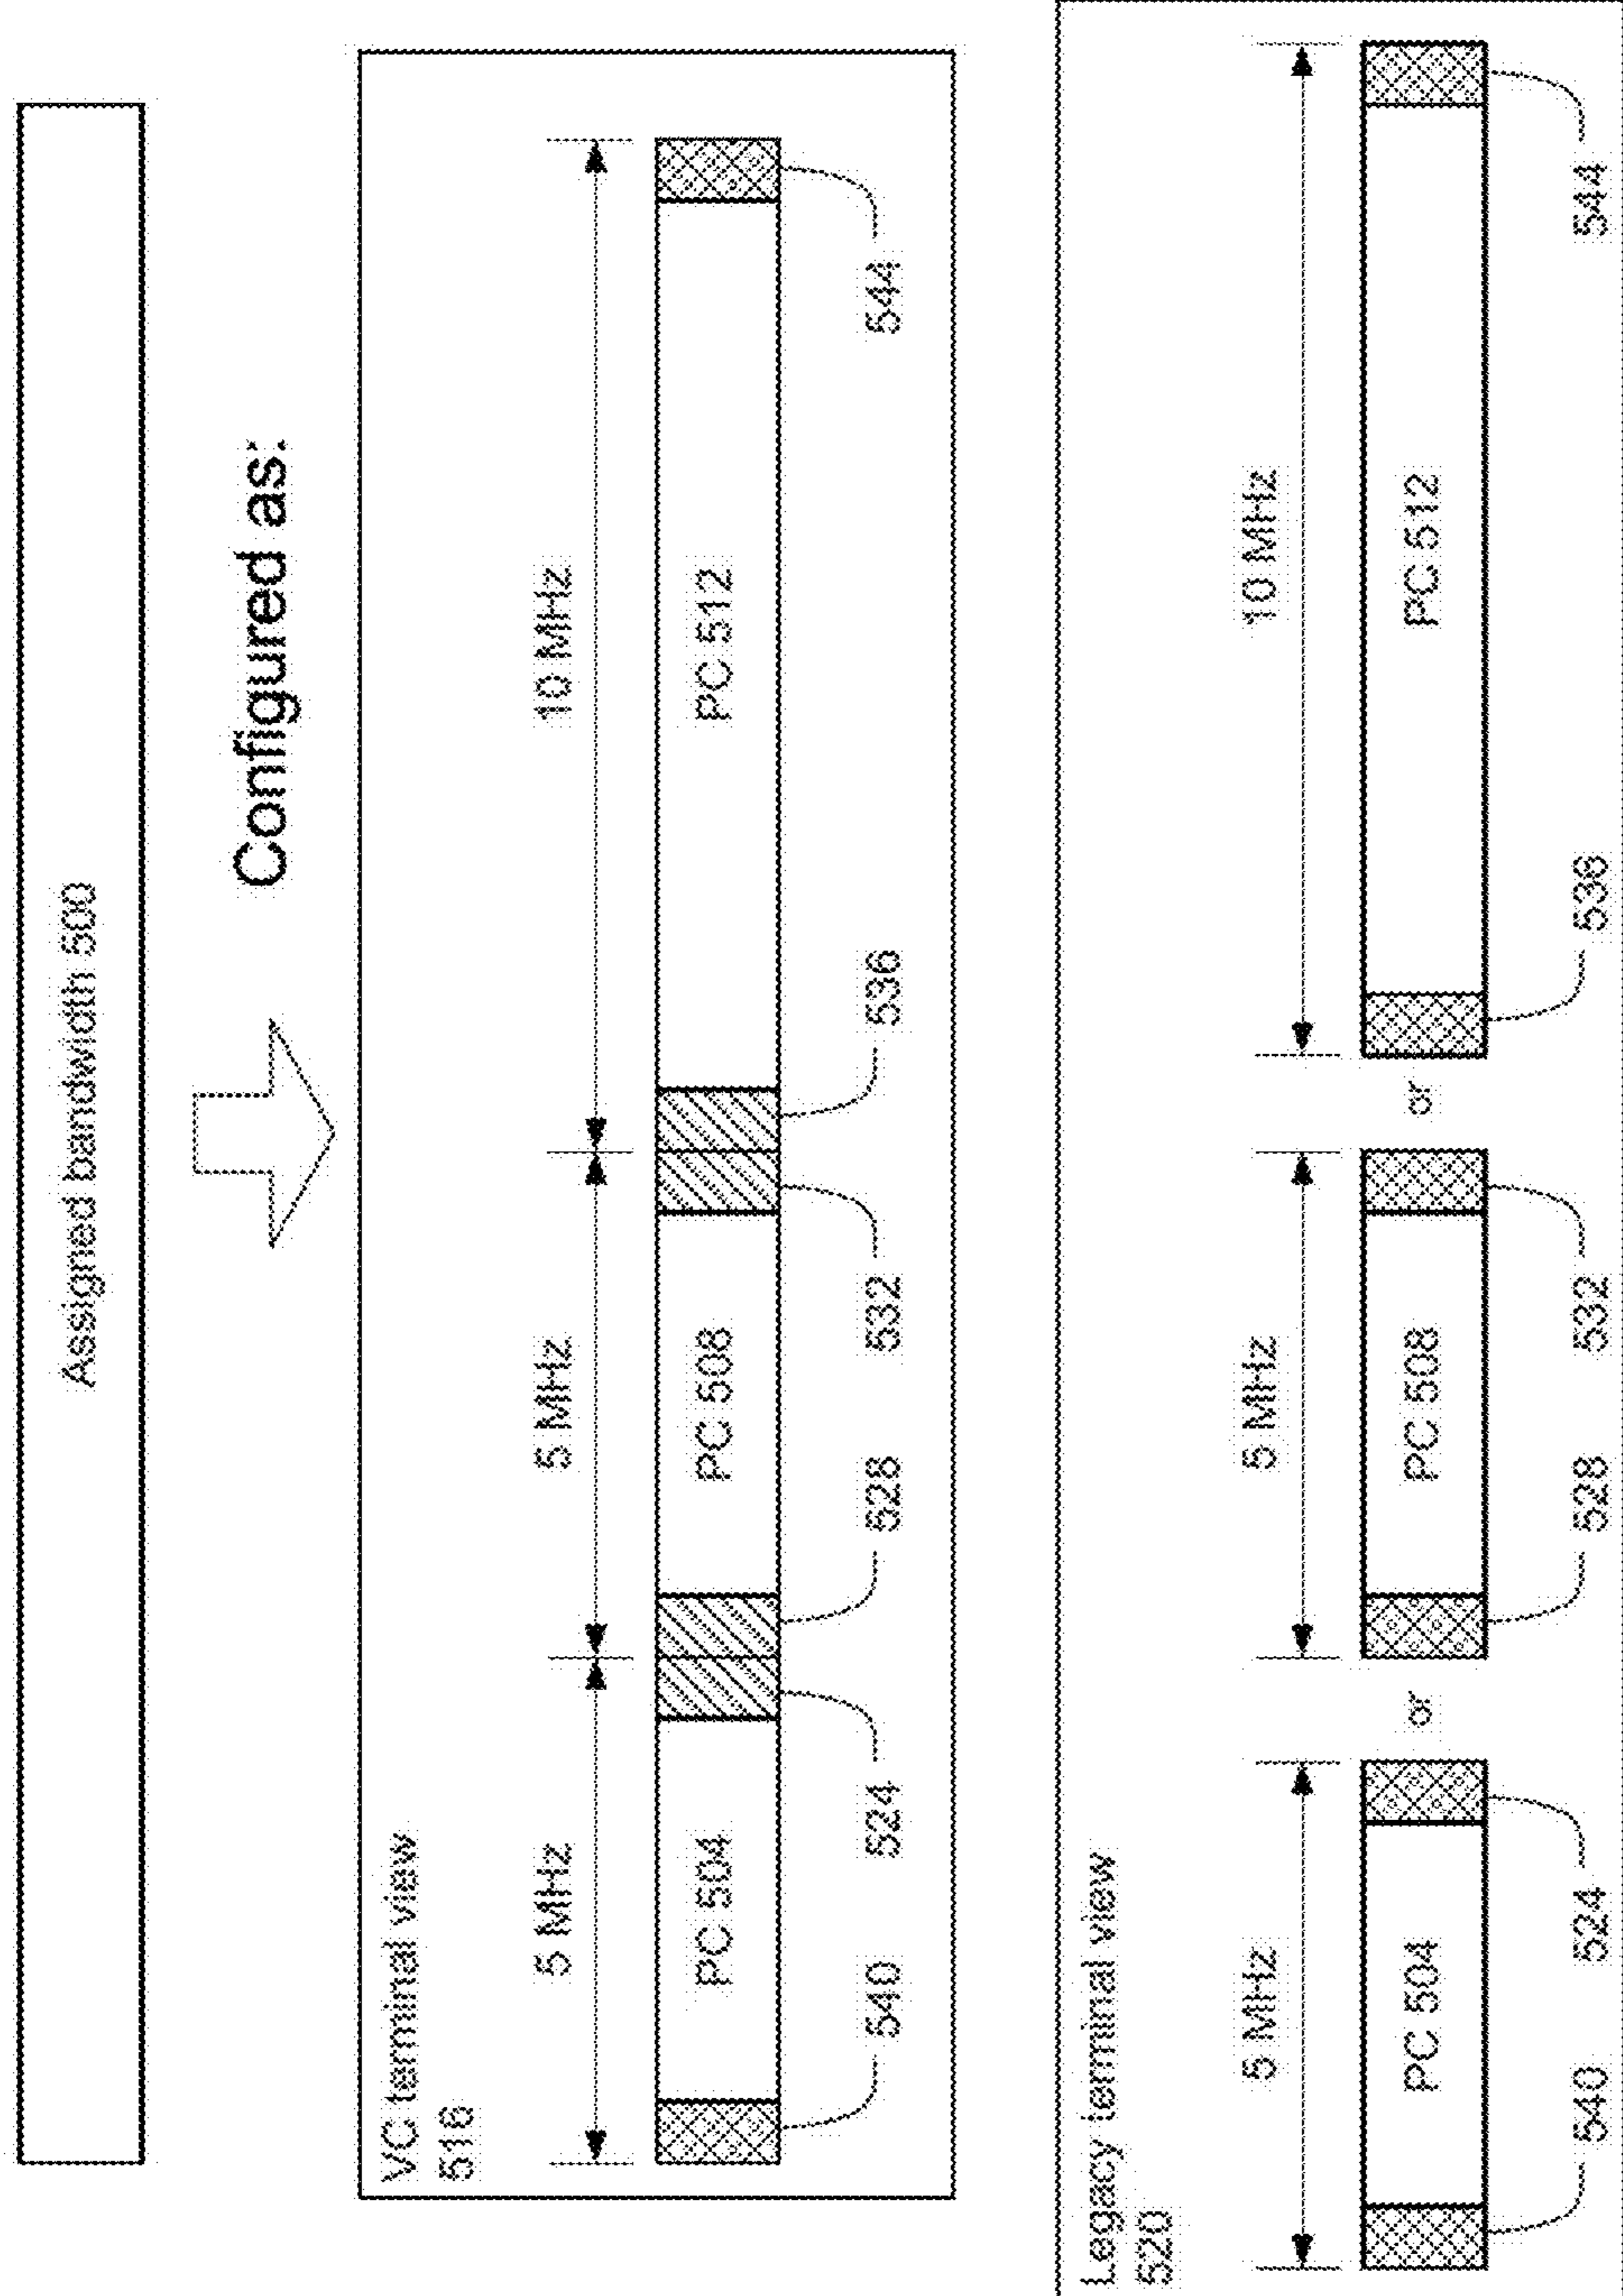 Assigned bandwidth 500
Configured as:
VC terminal view
516
5 MHz
5 MHz
10 MHz
PC 504
PC 508
PC 512
540
524
528
532
536
544
Legacy terminal view
520
5 MHz
5 MHz
10 MHz
PC 504
or
PC 508
or
PC 512
540
524
528
532
536
544